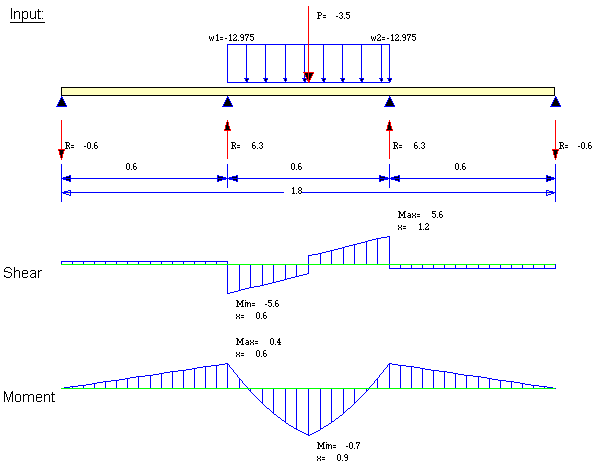 Input:
P= -3.5
w1=-12.975
w2=-12.975
R= -0.6
R= 6.3
R= 6.3
R= -0.6
0.6
0.6
0.6
1.8
Max= 5.6
x= 1.2
Shear
Min= -5.6
x= 0.6
Max= 0.4
x= 0.6
Moment
Min= -0.7
x= 0.9